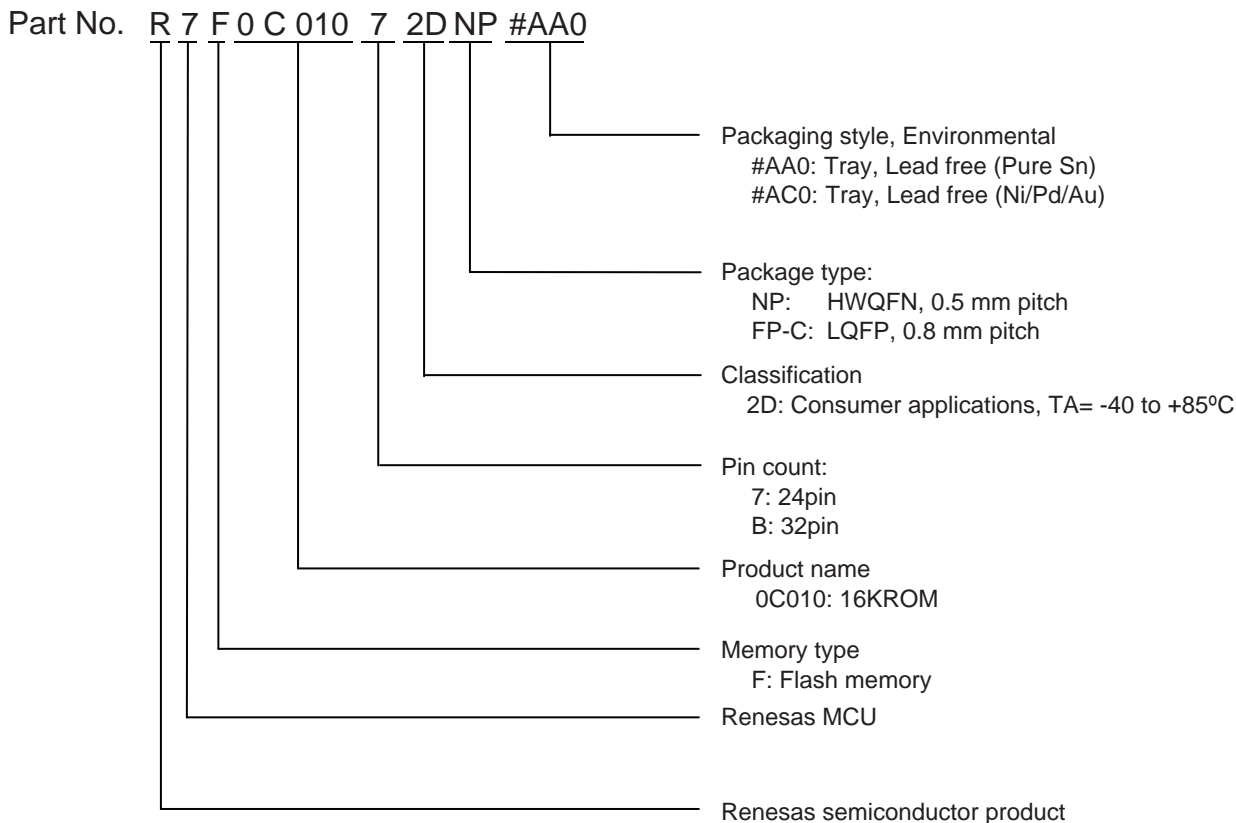 Part No. R 7 F 0 C 010 7 2D NP #AA0
Packaging style, Environmental
#AA0: Tray, Lead free (Pure Sn)
#AC0: Tray, Lead free (Ni/Pd/Au)
Package type:
NP: HWQFN, 0.5 mm pitch
FP-C: LQFP, 0.8 mm pitch
Classification
2D: Consumer applications, TA= -40 to +85ºC
Pin count:
7: 24pin
B: 32pin
Product name
0C010: 16KROM
Memory type
F: Flash memory
Renesas MCU
Renesas semiconductor product